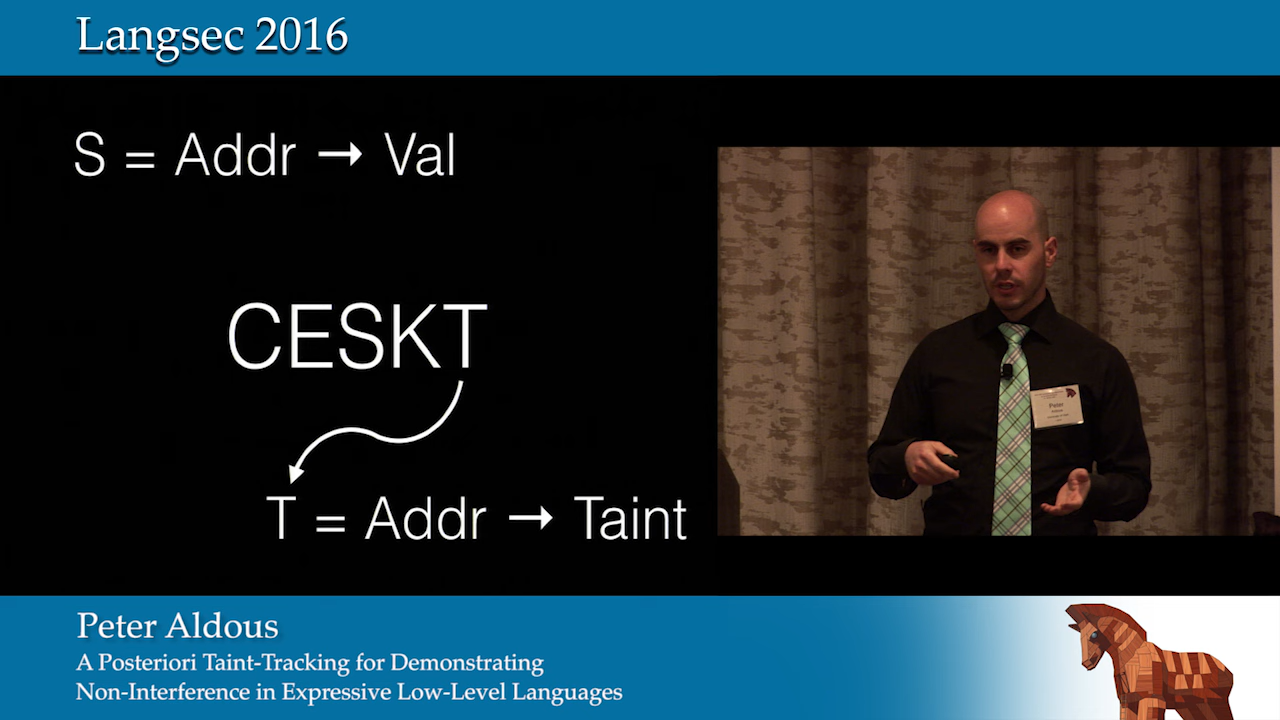 Langsec 2016
S = Addr → Val
CESKT
T = Addr → Taint
Peter
Peter Aldous
A Posteriori Taint-Tracking for Demonstrating
Non-Interference in Expressive Low-Level Languages